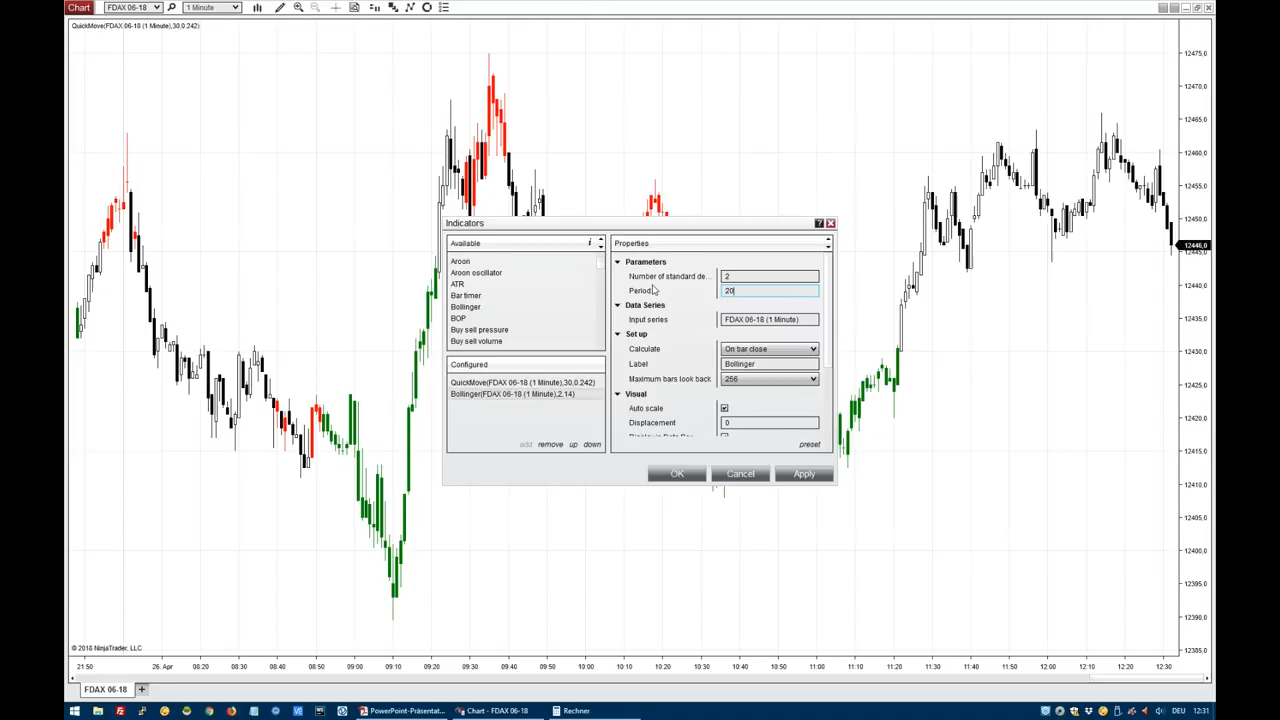 Chart FDAX 06-18 1 Minute
QuickMove(FDAX 06-18 (1 Minute),30,0.242)
12475,0
12470,0
12465,0
12460,0
12455,0
12450,0
12446,0
12440,0
12435,0
12430,0
12425,0
12420,0
12415,0
12410,0
12405,0
12400,0
12395,0
12390,0
12385,0
Indicators ?
Available i
Aroon
Aroon oscillator
ATR
Bar timer
Bollinger
BOP
Buy sell pressure
Buy sell volume
Configured
QuickMove(FDAX 06-18 (1 Minute),30,0.242)
Bollinger(FDAX 06-18 (1 Minute),2,14)
add remove up down
Properties
Parameters
Number of standard de... 2
Period 20
Data Series
Input series FDAX 06-18 (1 Minute)
Set up
Calculate On bar close
Label Bollinger
Maximum bars look back 256
Visual
Auto scale
Displacement 0
preset
OK Cancel Apply
© 2018 NinjaTrader, LLC
21:50 26. Apr 08:20 08:30 08:40 08:50 09:00 09:10 09:20 09:30 09:40 09:50 10:00 10:10 10:20 10:30 10:40 10:50 11:00 11:10 11:20 11:30 11:40 11:50 12:00 12:10 12:20 12:30
FDAX 06-18 +
PowerPoint-Präsentat... Chart - FDAX 06-18 Rechner DEU 12:31